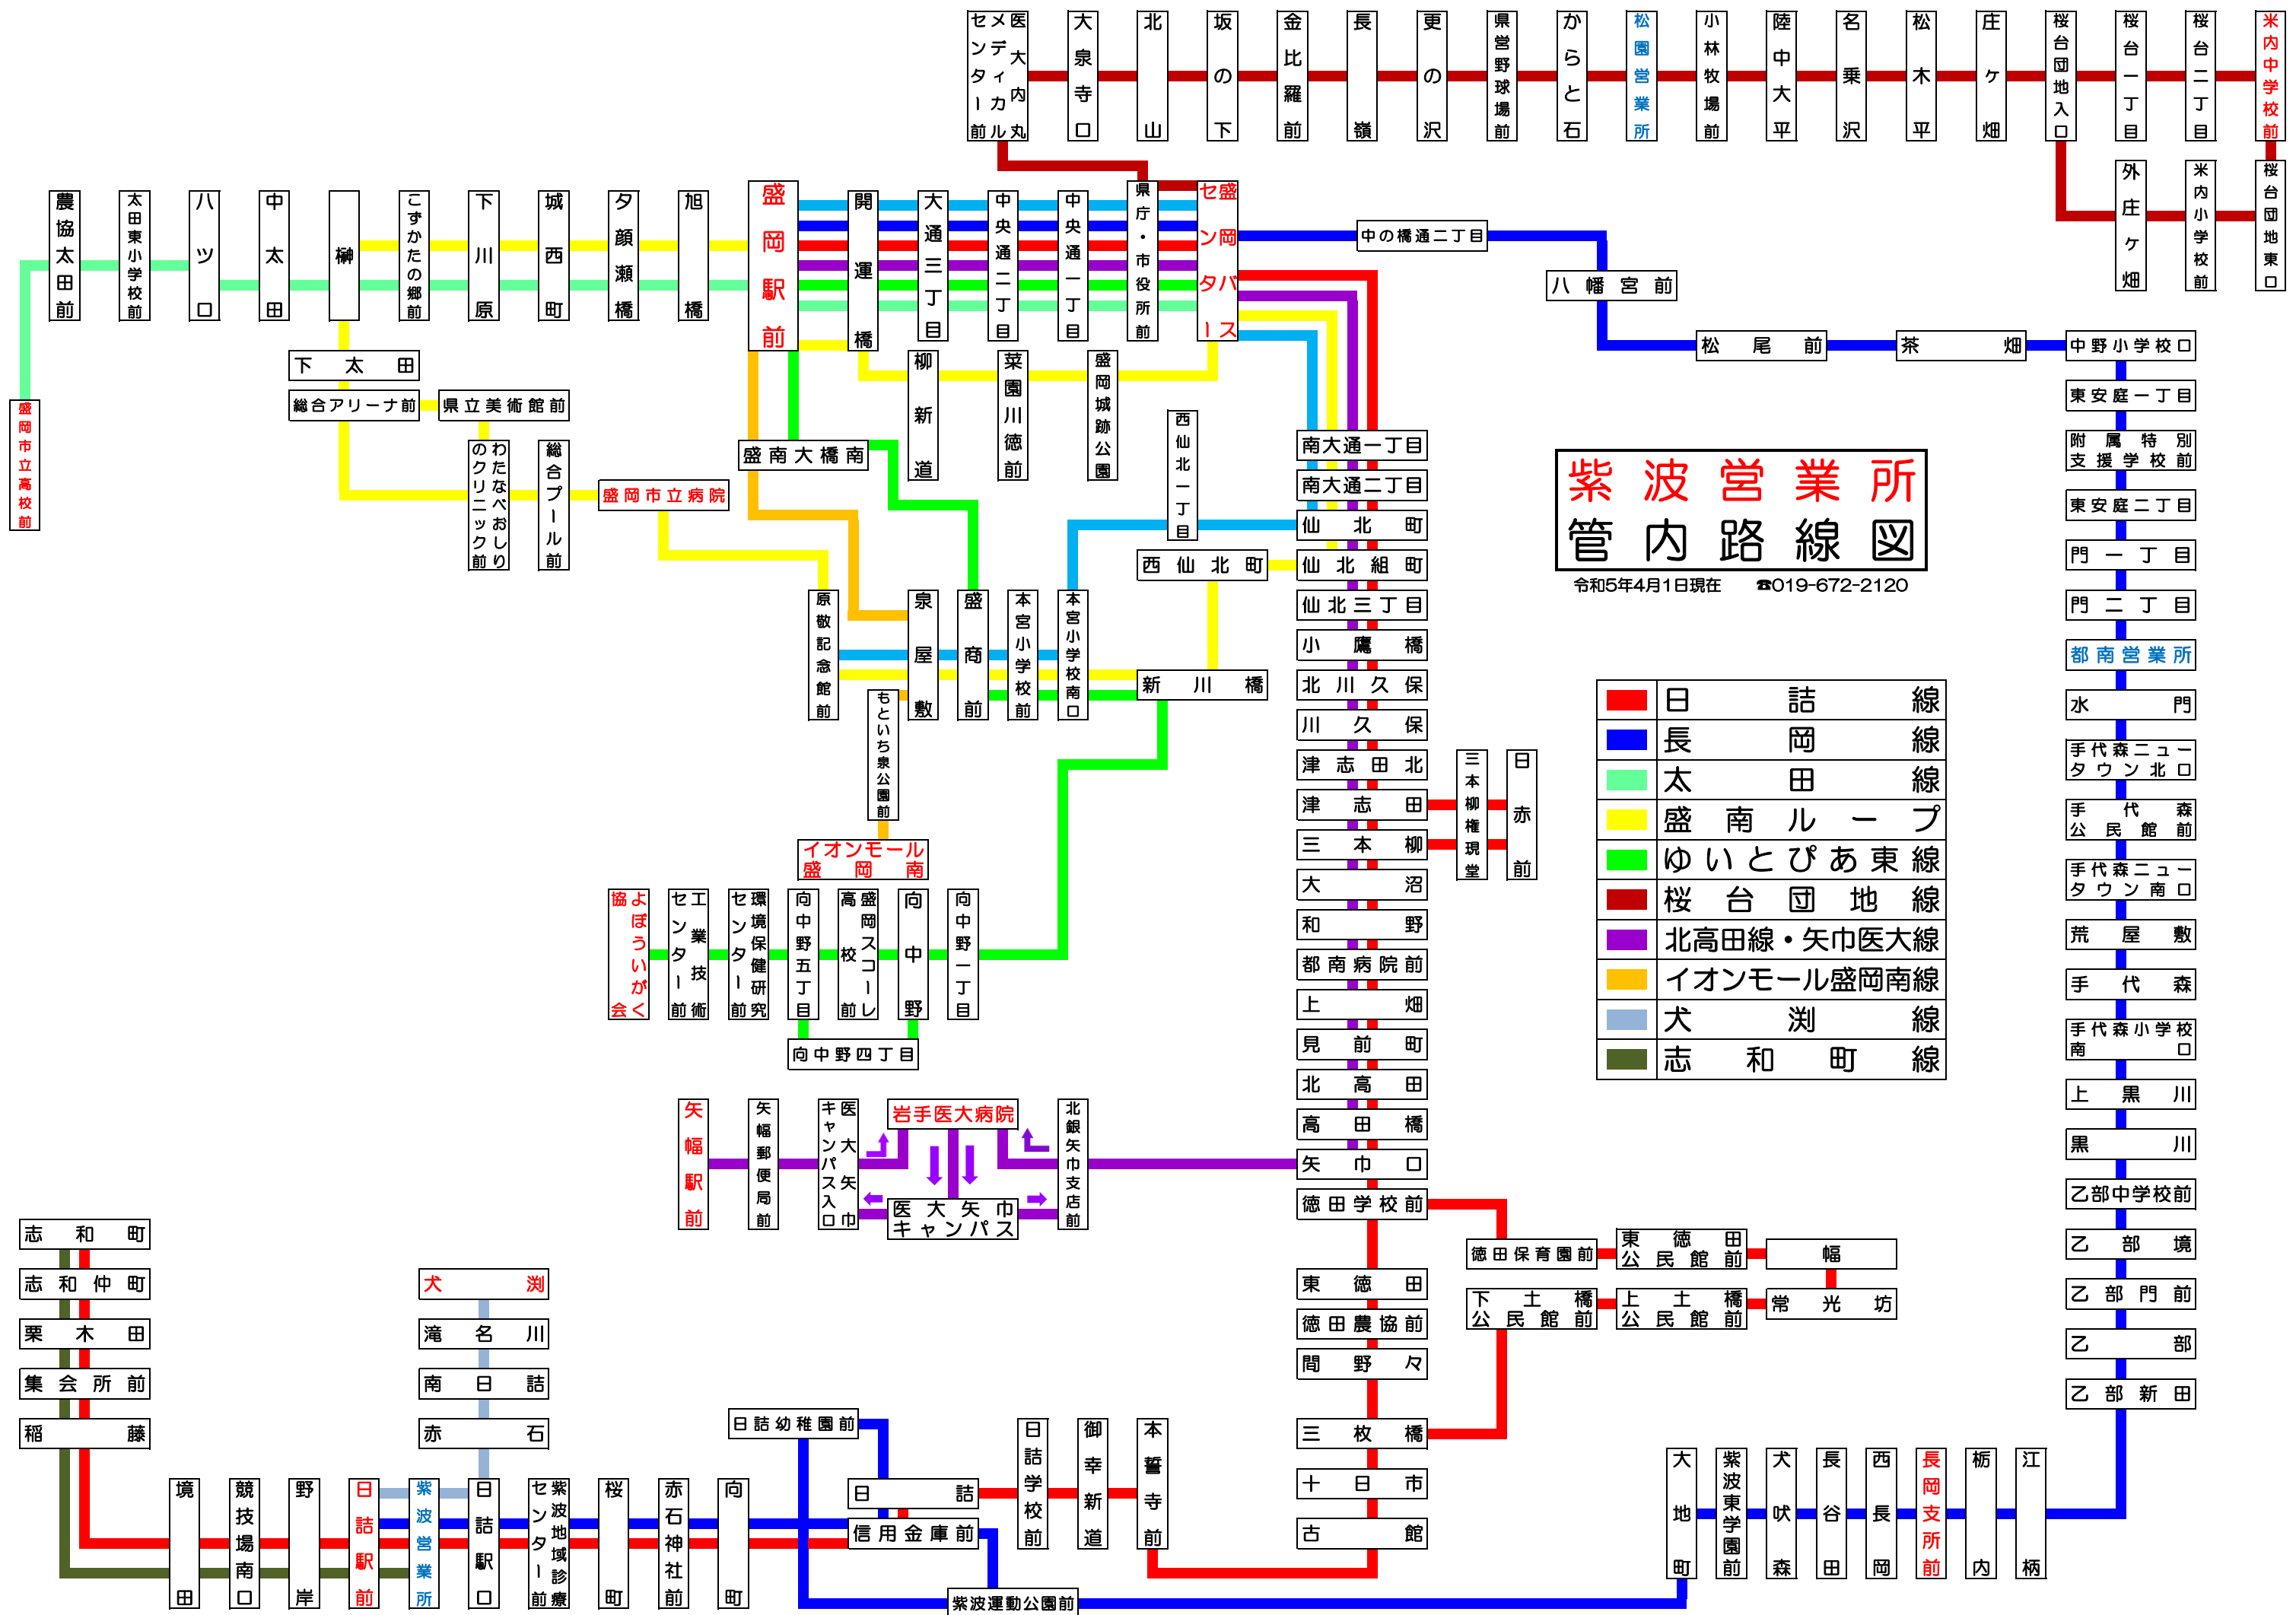 医大内丸メディカルセンター前
大泉寺口
北山
坂の下
金比羅前
長嶺
更の沢
県営野球場前
からと石
松園営業所
小林牧場前
陸中大平
名乗沢
松木平
庄ヶ畑
桜台団地入口
桜台一丁目
桜台二丁目
米内中学校前
外庄ヶ畑
米内小学校前
桜台団地東口
農協太田前
太田東小学校前
八ツ口
中太田
榊
こずかたの郷前
下川原
城西町
夕顔瀬橋
旭橋
盛岡駅前
開運橋
大通三丁目
中央通二丁目
中央通一丁目
県庁・市役所前
盛岡バスセンター
中の橋通二丁目
八幡宮前
松尾前
茶畑
中野小学校口
下太田
総合アリーナ前
県立美術館前
盛岡市立高校前
わたなべおしりのクリニック前
総合プール前
盛岡市立病院
盛南大橋南
柳新道
菜園川徳前
盛岡城跡公園
西仙北一丁目
西仙北町
原敬記念館前
泉屋敷
盛商前
本宮小学校前
本宮小学校南口
新川橋
もといち泉公園前
イオンモール
盛岡南
南大通一丁目
南大通二丁目
仙北町
仙北組町
仙北三丁目
小鷹橋
北川久保
川久保
津志田北
津志田
三本柳
大沼
和野
都南病院前
上畑
見前町
北高田
高田橋
矢巾口
徳田学校前
東徳田
徳田農協前
間野々
三枚橋
十日市
古館
三本柳権現堂
日赤前
紫波営業所
管内路線図
令和5年4月1日現在 ☎019-672-2120
日詰線
長岡線
太田線
盛南ループ
ゆいとぴあ東線
桜台団地線
北高田線・矢巾医大線
イオンモール盛岡南線
犬渕線
志和町線
東安庭一丁目
附属特別
支援学校前
東安庭二丁目
門一丁目
門二丁目
都南営業所
水門
手代森ニュー
タウン北口
手代森
公民館前
手代森ニュー
タウン南口
荒屋敷
手代森
手代森小学校
南口
上黒川
黒川
乙部中学校前
乙部境
乙部門前
乙部
乙部新田
よぼういがく協会
工業技術センター前
環境保健研究センター前
向中野五丁目
盛岡スコーレ高校前
向中野
向中野一丁目
向中野四丁目
矢幅駅前
矢幅郵便局前
医大矢巾キャンパス入口
岩手医大病院
医大矢巾
キャンパス
北銀矢巾支店前
徳田保育園前
東徳田
公民館前
幅
下土橋
公民館前
上土橋
公民館前
常光坊
志和町
志和仲町
栗木田
集会所前
稲藤
犬渕
滝名川
南日詰
赤石
境田
競技場南口
野岸
日詰駅前
紫波営業所
日詰駅口
紫波地域診療センター前
桜町
赤石神社前
向町
日詰幼稚園前
日詰
信用金庫前
紫波運動公園前
日詰学校前
御幸新道
本誓寺前
大地町
紫波東学園前
犬吠森
長谷田
西長岡
長岡支所前
栃内
江柄